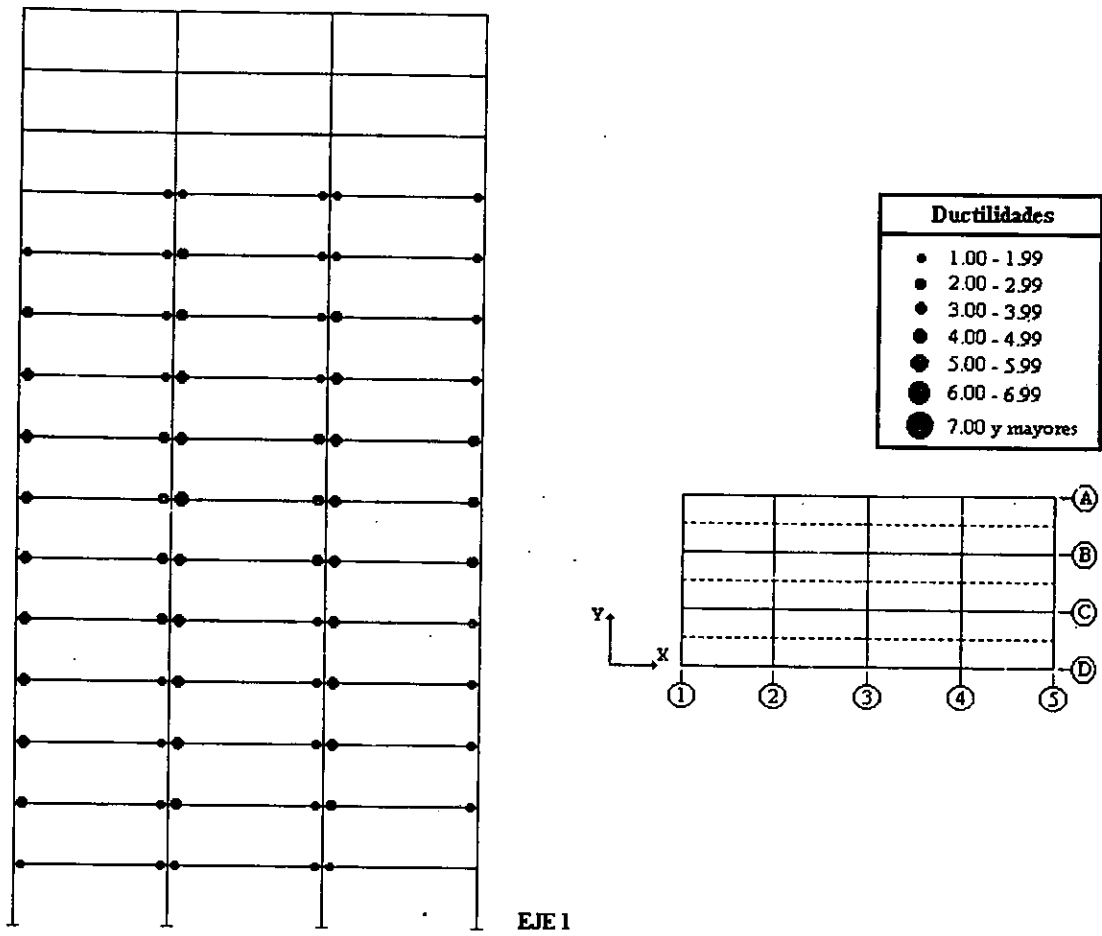 Ductilidades
1.00 - 1.99
2.00 - 2.99
3.00 - 3.99
4.00 - 4.99
5.00 - 5.99
6.00 - 6.99
7.00 y mayores
A
B
C
D
Y
X
1 2 3 4 5
EJE 1